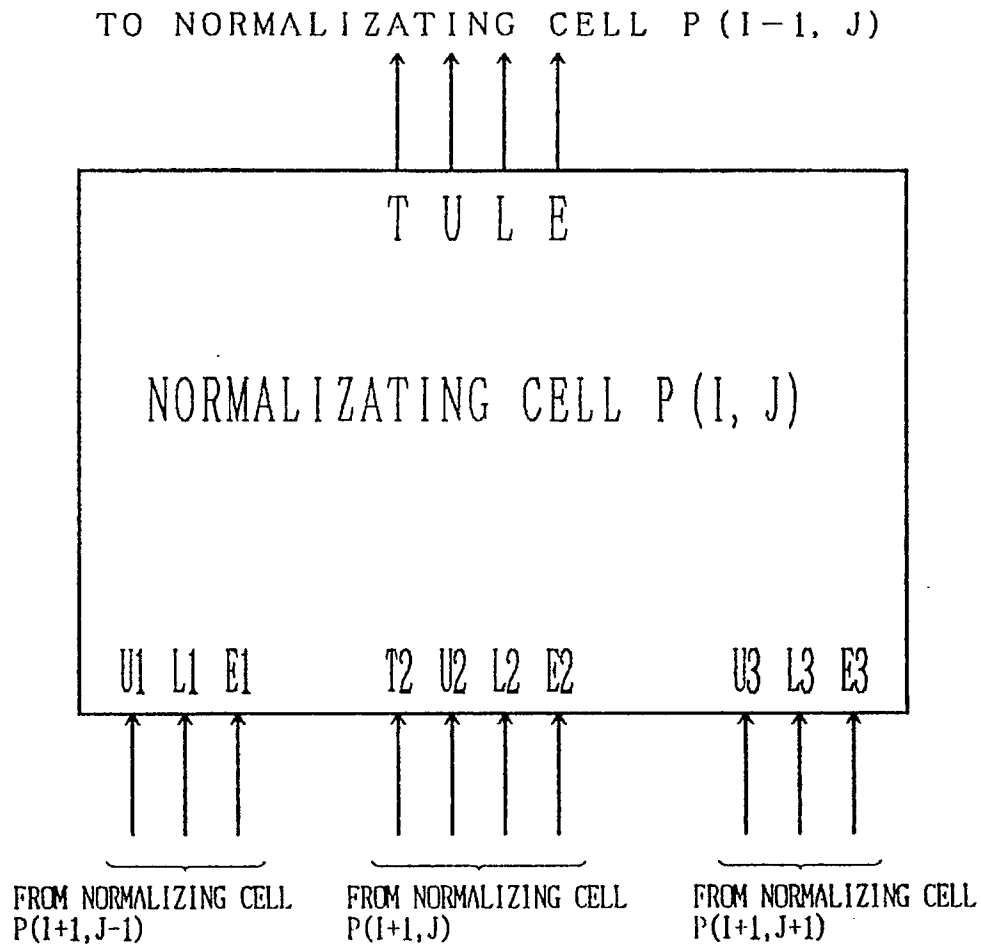 TO NORMALIZATING CELL P(I-1, J)
T U L E
NORMALIZATING CELL P(I, J)
U1 L1 E1 T2 U2 L2 E2 U3 L3 E3
FROM NORMALIZING CELL P(I+1,J-1)
FROM NORMALIZING CELL P(I+1,J)
FROM NORMALIZING CELL P(I+1,J+1)